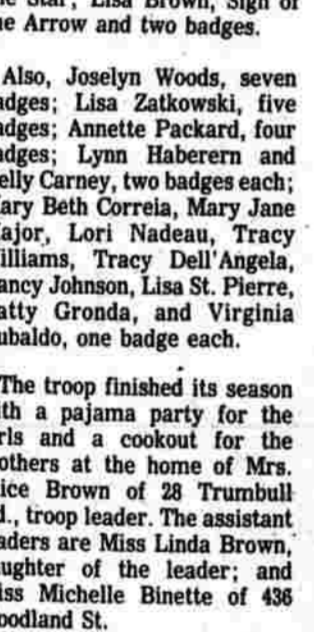 Star, Lisa Brown, Sign of
Arrow and two badges.
Also, Joselyn Woods, seven
adges; Lisa Zatkowski, five
adges; Annette Packard, four
adges; Lynn Haberern and
elly Carney, two badges each;
ary Beth Correia, Mary Jane
ajor, Lori Nadeau, Tracy
illiams, Tracy Dell'Angela,
ancy Johnson, Lisa St. Pierre,
atty Gronda, and Virginia
ubaldo, one badge each.
The troop finished its season
ith a pajama party for the
rls and a cookout for the
others at the home of Mrs.
ice Brown of 28 Trumbull
d., troop leader. The assistant
aders are Miss Linda Brown,
ughter of the leader; and
iss Michelle Binette of 436
oodland St.